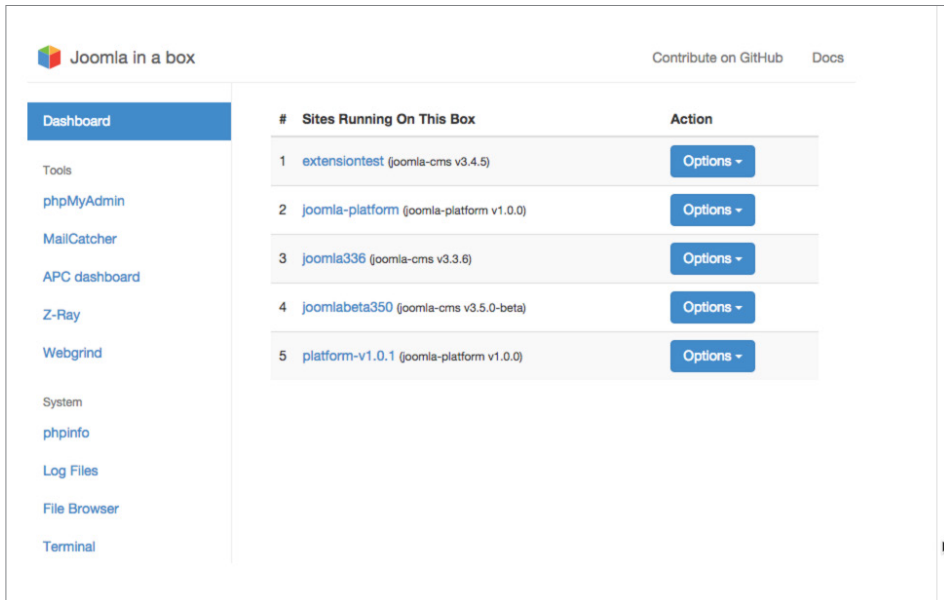 Joomla in a box
Contribute on GitHub Docs
Dashboard
Tools
phpMyAdmin
MailCatcher
APC dashboard
Z-Ray
Webgrind
System
phpinfo
Log Files
File Browser
Terminal
# Sites Running On This Box Action
1 extensiontest (joomla-cms v3.4.5) Options
2 joomla-platform (joomla-platform v1.0.0) Options
3 joomla336 (joomla-cms v3.3.6) Options
4 joomlabeta350 (joomla-cms v3.5.0-beta) Options
5 platform-v1.0.1 (joomla-platform v1.0.0) Options